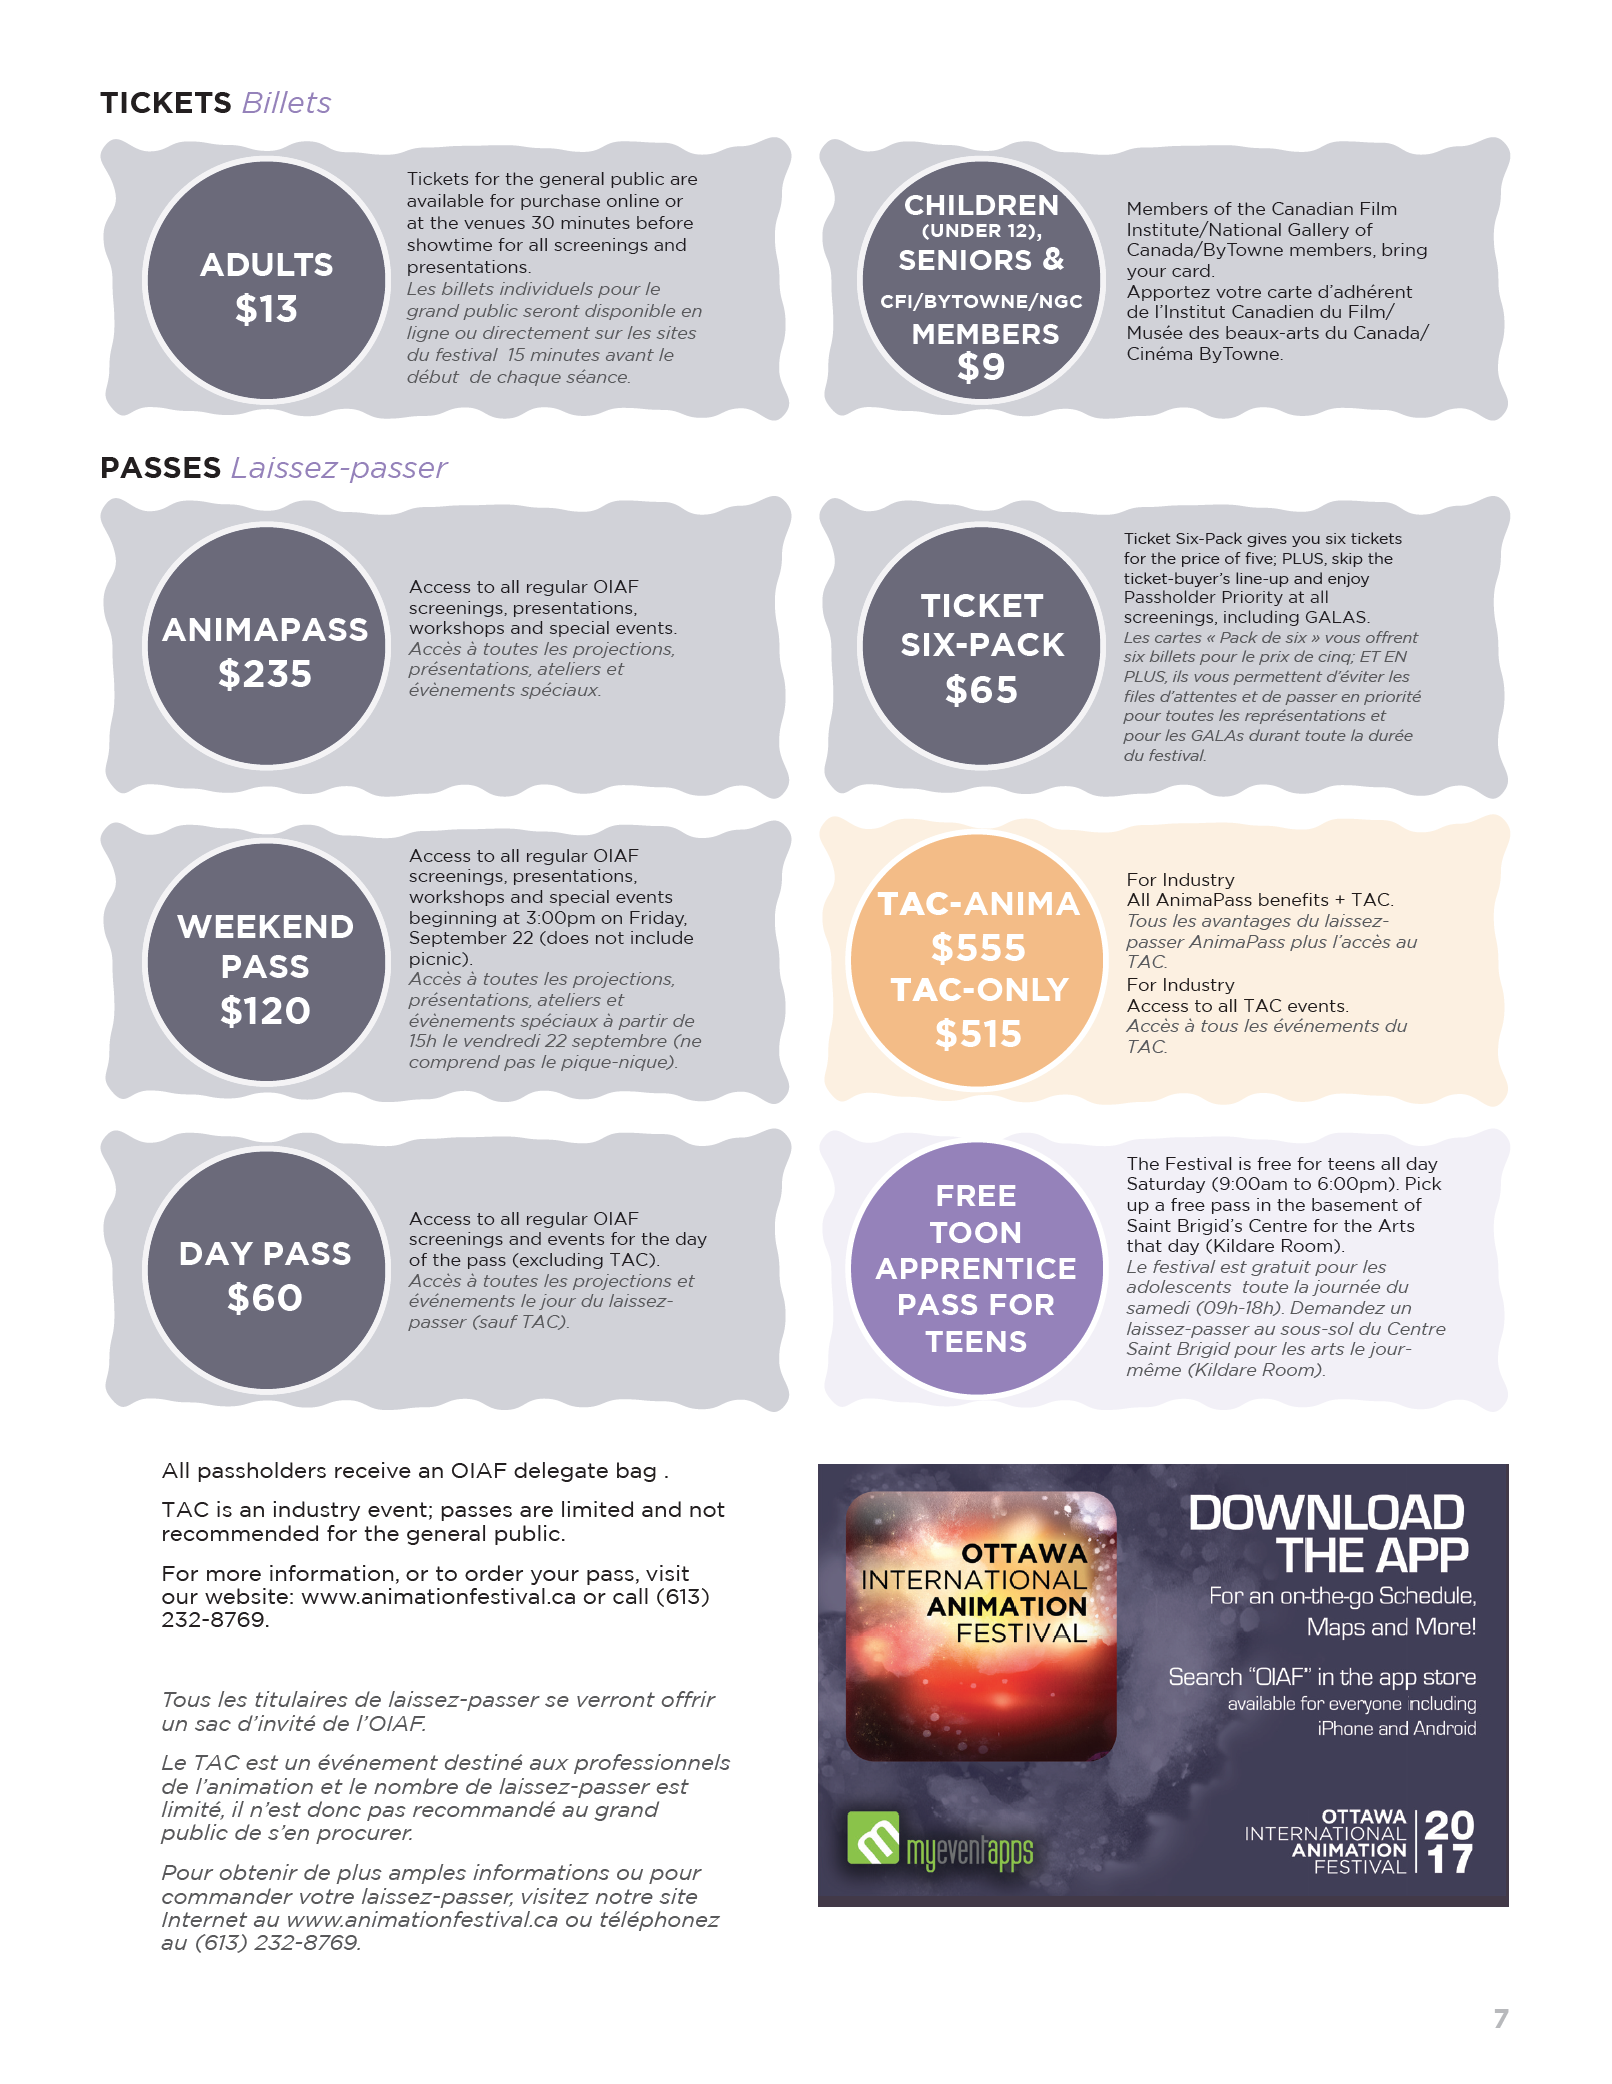 TICKETS Billets
ADULTS
$13
Tickets for the general public are
available for purchase online or
at the venues 30 minutes before
showtime for all screenings and
presentations.
Les billets individuels pour le
grand public seront disponible en
ligne ou directement sur les sites
du festival  15 minutes avant le
début  de chaque séance.
CHILDREN
(UNDER 12),
SENIORS &
CFI/BYTOWNE/NGC
MEMBERS
$9
Members of the Canadian Film
Institute/National Gallery of
Canada/ByTowne members, bring
your card.
Apportez votre carte d’adhérent
de l’Institut Canadien du Film/
Musée des beaux-arts du Canada/
Cinéma ByTowne.
PASSES Laissez-passer
ANIMAPASS
$235
Access to all regular OIAF
screenings, presentations,
workshops and special events.
Accès à toutes les projections,
présentations, ateliers et
évènements spéciaux.
TICKET
SIX-PACK
$65
Ticket Six-Pack gives you six tickets
for the price of five; PLUS, skip the
ticket-buyer’s line-up and enjoy
Passholder Priority at all
screenings, including GALAS.
Les cartes « Pack de six » vous offrent
six billets pour le prix de cinq; ET EN
PLUS, ils vous permettent d’éviter les
files d’attentes et de passer en priorité
pour toutes les représentations et
pour les GALAs durant toute la durée
du festival.
WEEKEND
PASS
$120
Access to all regular OIAF
screenings, presentations,
workshops and special events
beginning at 3:00pm on Friday,
September 22 (does not include
picnic).
Accès à toutes les projections,
présentations, ateliers et
évènements spéciaux à partir de
15h le vendredi 22 septembre (ne
comprend pas le pique-nique).
TAC-ANIMA
$555
TAC-ONLY
$515
For Industry
All AnimaPass benefits + TAC.
Tous les avantages du laissez-
passer AnimaPass plus l’accès au
TAC.
For Industry
Access to all TAC events.
Accès à tous les événements du
TAC.
DAY PASS
$60
Access to all regular OIAF
screenings and events for the day
of the pass (excluding TAC).
Accès à toutes les projections et
événements le jour du laissez-
passer (sauf TAC).
FREE
TOON
APPRENTICE
PASS FOR
TEENS
The Festival is free for teens all day
Saturday (9:00am to 6:00pm). Pick
up a free pass in the basement of
Saint Brigid’s Centre for the Arts
that day (Kildare Room).
Le festival est gratuit pour les
adolescents  toute la journée du
samedi (09h-18h). Demandez un
laissez-passer au sous-sol du Centre
Saint Brigid pour les arts le jour-
même (Kildare Room).
All passholders receive an OIAF delegate bag .
TAC is an industry event; passes are limited and not
recommended for the general public.
For more information, or to order your pass, visit
our website: www.animationfestival.ca or call (613)
232-8769.
Tous les titulaires de laissez-passer se verront offrir
un sac d’invité de l’OIAF.
Le TAC est un événement destiné aux professionnels
de l’animation et le nombre de laissez-passer est
limité, il n’est donc pas recommandé au grand
public de s’en procurer.
Pour obtenir de plus amples informations ou pour
commander votre laissez-passer, visitez notre site
Internet au www.animationfestival.ca ou téléphonez
au (613) 232-8769.
OTTAWA
INTERNATIONAL
ANIMATION
FESTIVAL
DOWNLOAD
THE APP
For an on-the-go Schedule,
Maps and More!
Search “OIAF” in the app store
available for everyone including
iPhone and Android
myeventapps
OTTAWA
INTERNATIONAL
ANIMATION
FESTIVAL
20
17
7